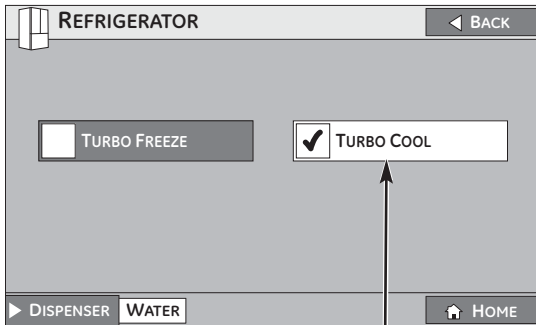 REFRIGERATOR
BACK
TURBO FREEZE
TURBO COOL
DISPENSER WATER
HOME